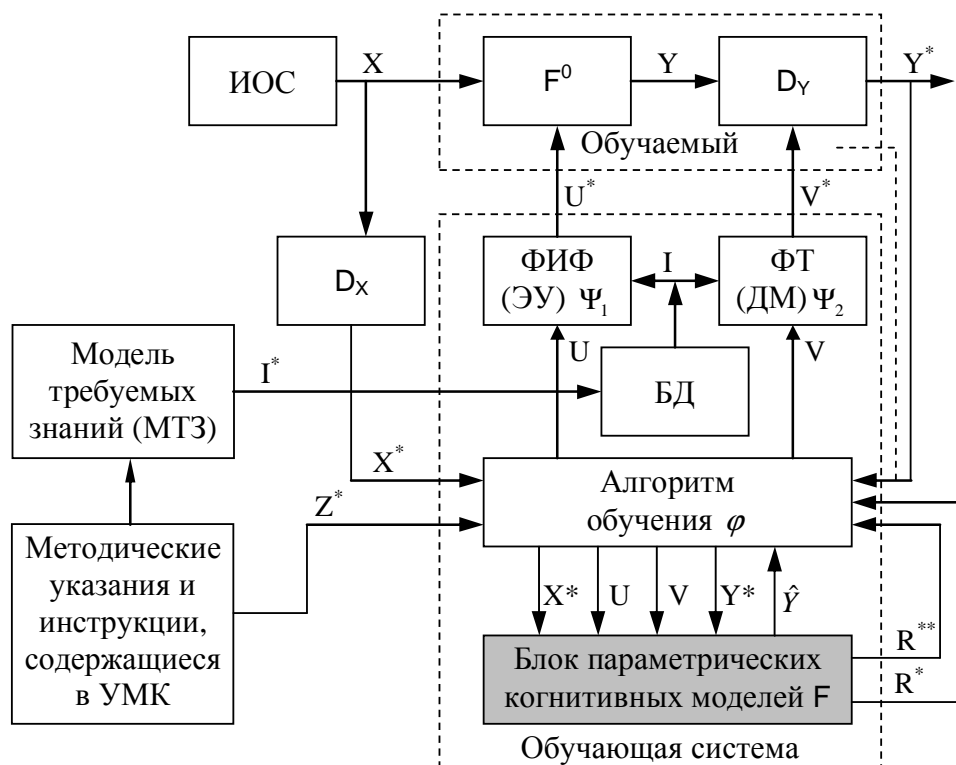 ИОС
X
F⁰
Y
D_Y
Y*
Обучаемый
U*
V*
D_X
ФИФ
(ЭУ) Ψ₁
I
ФТ
(ДМ) Ψ₂
Модель
требуемых
знаний (МТЗ)
I*
U
БД
V
X*
Алгоритм
обучения φ
Z*
Методические
указания и
инструкции,
содержащиеся
в УМК
X*
U
V
Y*
Ŷ
Блок параметрических
когнитивных моделей F
R**
R*
Обучающая система